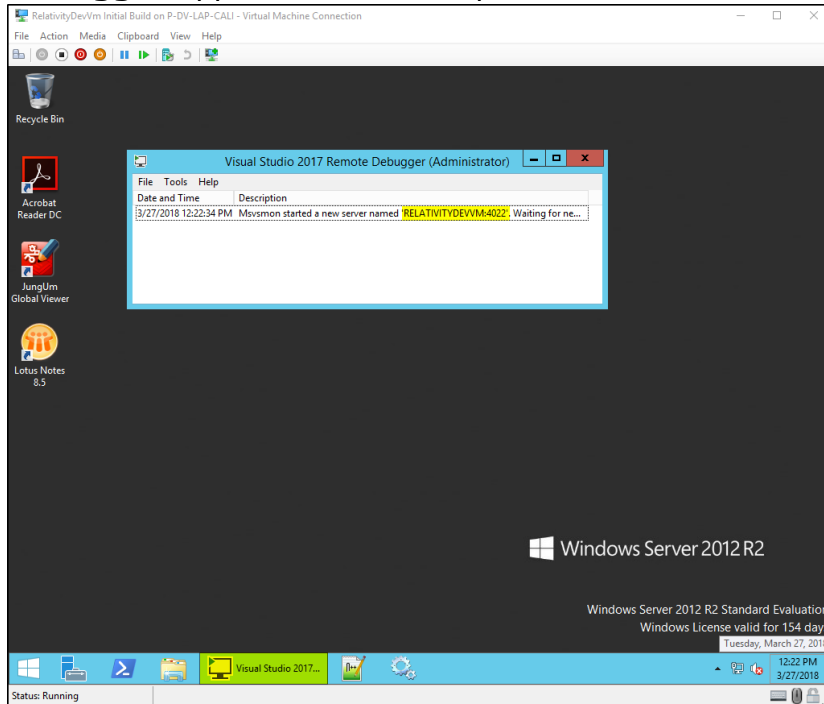 RelativityDevVm Initial Build on P-DV-LAP-CALI - Virtual Machine Connection
File Action Media Clipboard View Help
Recycle Bin
Visual Studio 2017 Remote Debugger (Administrator)
File Tools Help
Date and Time Description
3/27/2018 12:22:34 PM Msvsmon started a new server named 'RELATIVITYDEVVM:4022'. Waiting for ne...
Acrobat
Reader DC
JungUm
Global Viewer
Lotus Notes
8.5
Windows Server 2012 R2
Windows Server 2012 R2 Standard Evaluation
Windows License valid for 154 day
Tuesday, March 27, 201
Visual Studio 2017...
12:22 PM
3/27/2018
Status: Running